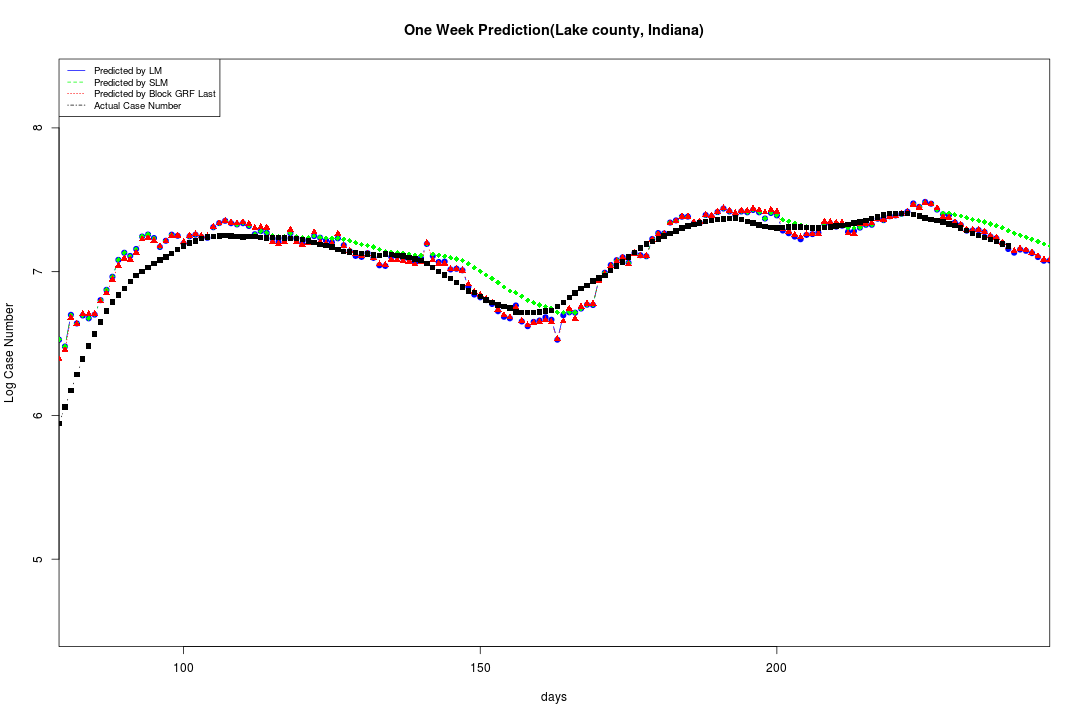 One Week Prediction(Lake county, Indiana)
Predicted by LM
Predicted by SLM
Predicted by Block GRF Last
Actual Case Number
8
7
6
5
Log Case Number
100 150 200
days